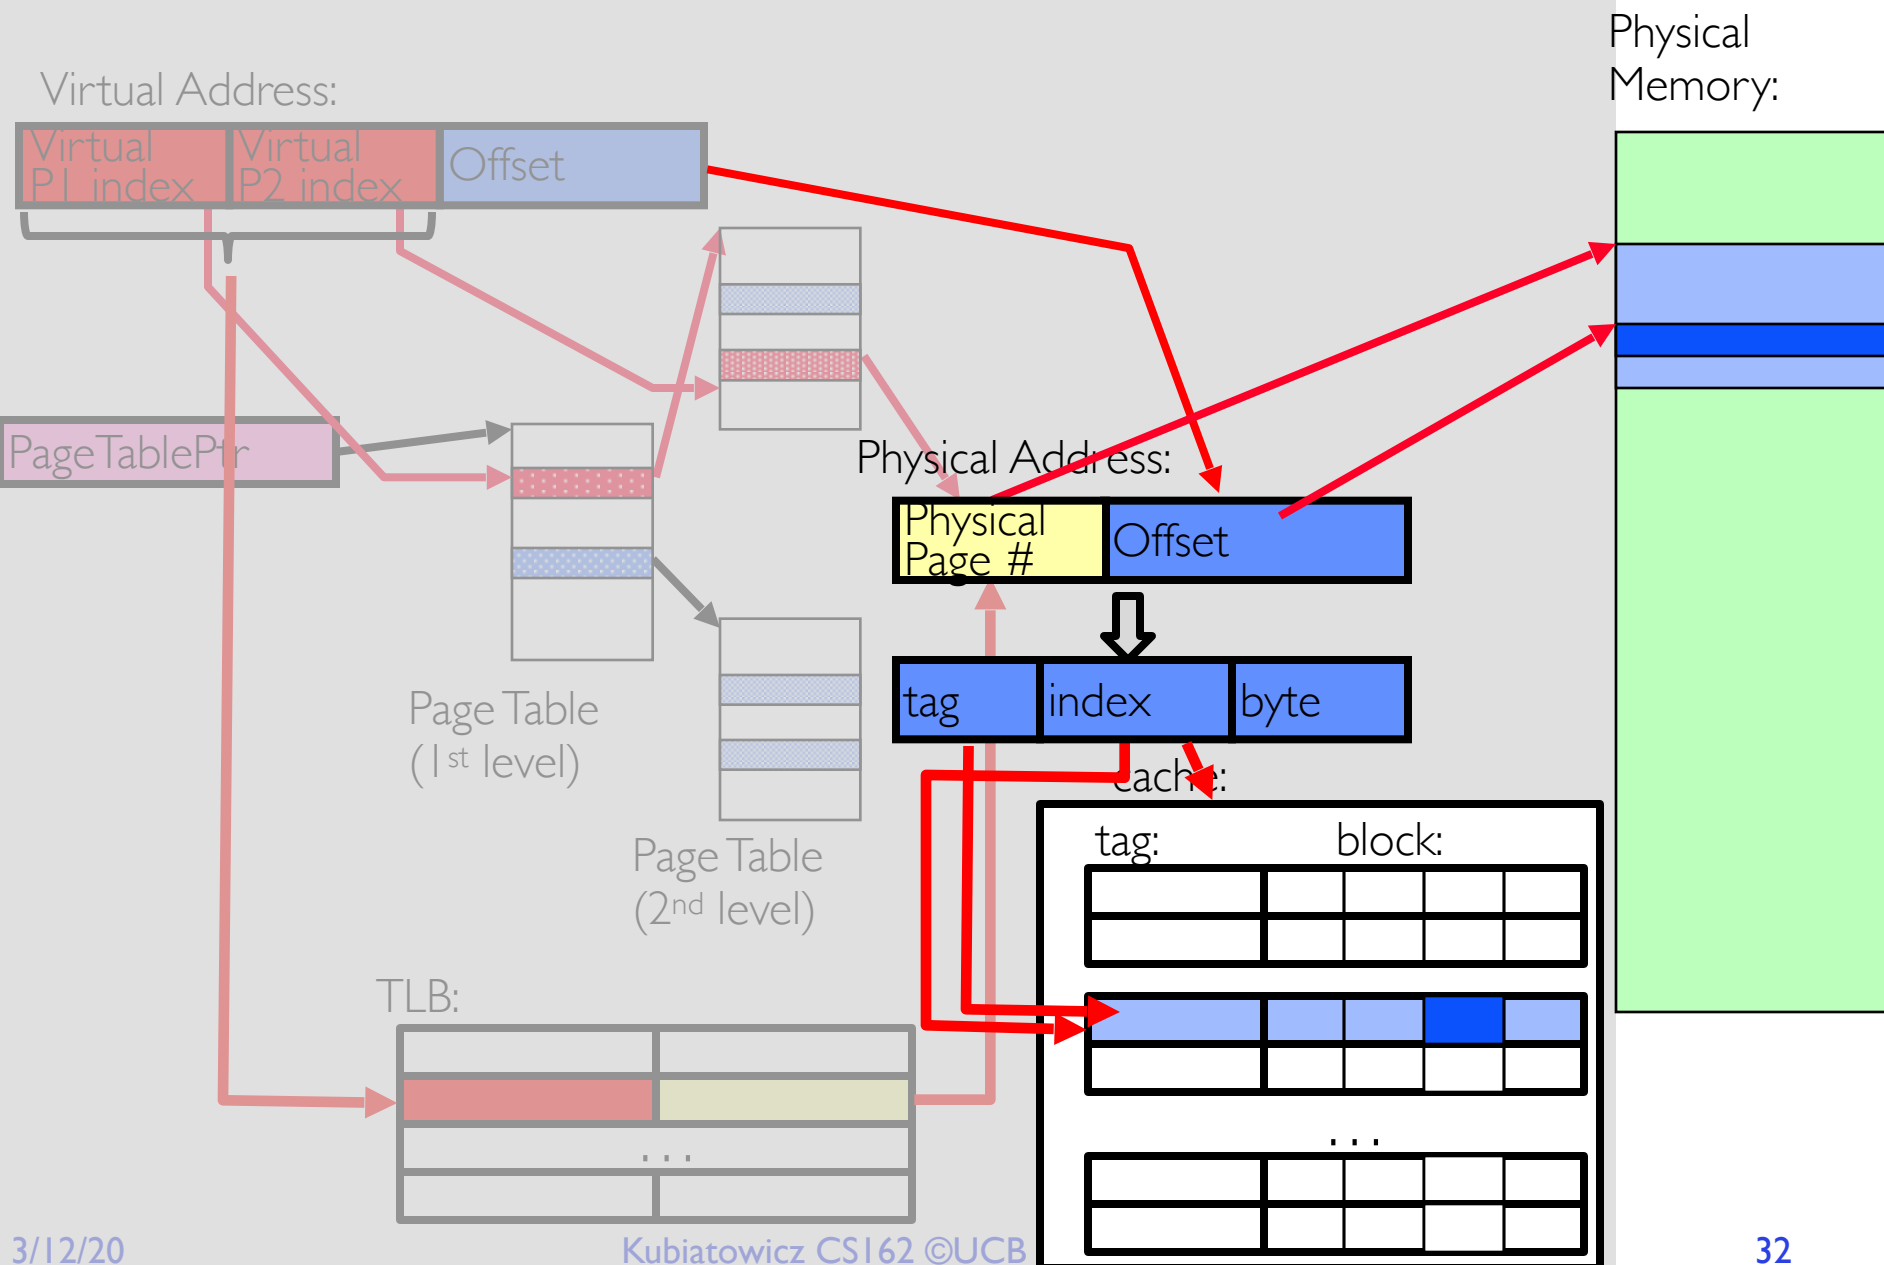 Physical
Memory:
Virtual Address:
Virtual
P1 index
Virtual
P2 index
Offset
PageTablePtr
Physical Address:
Physical
Page #
Offset
tag
index
byte
Page Table
(1st level)
cache:
tag:
block:
Page Table
(2nd level)
TLB:
. . .
. . .
3/12/20
Kubiatowicz CS162 ©UCB
32